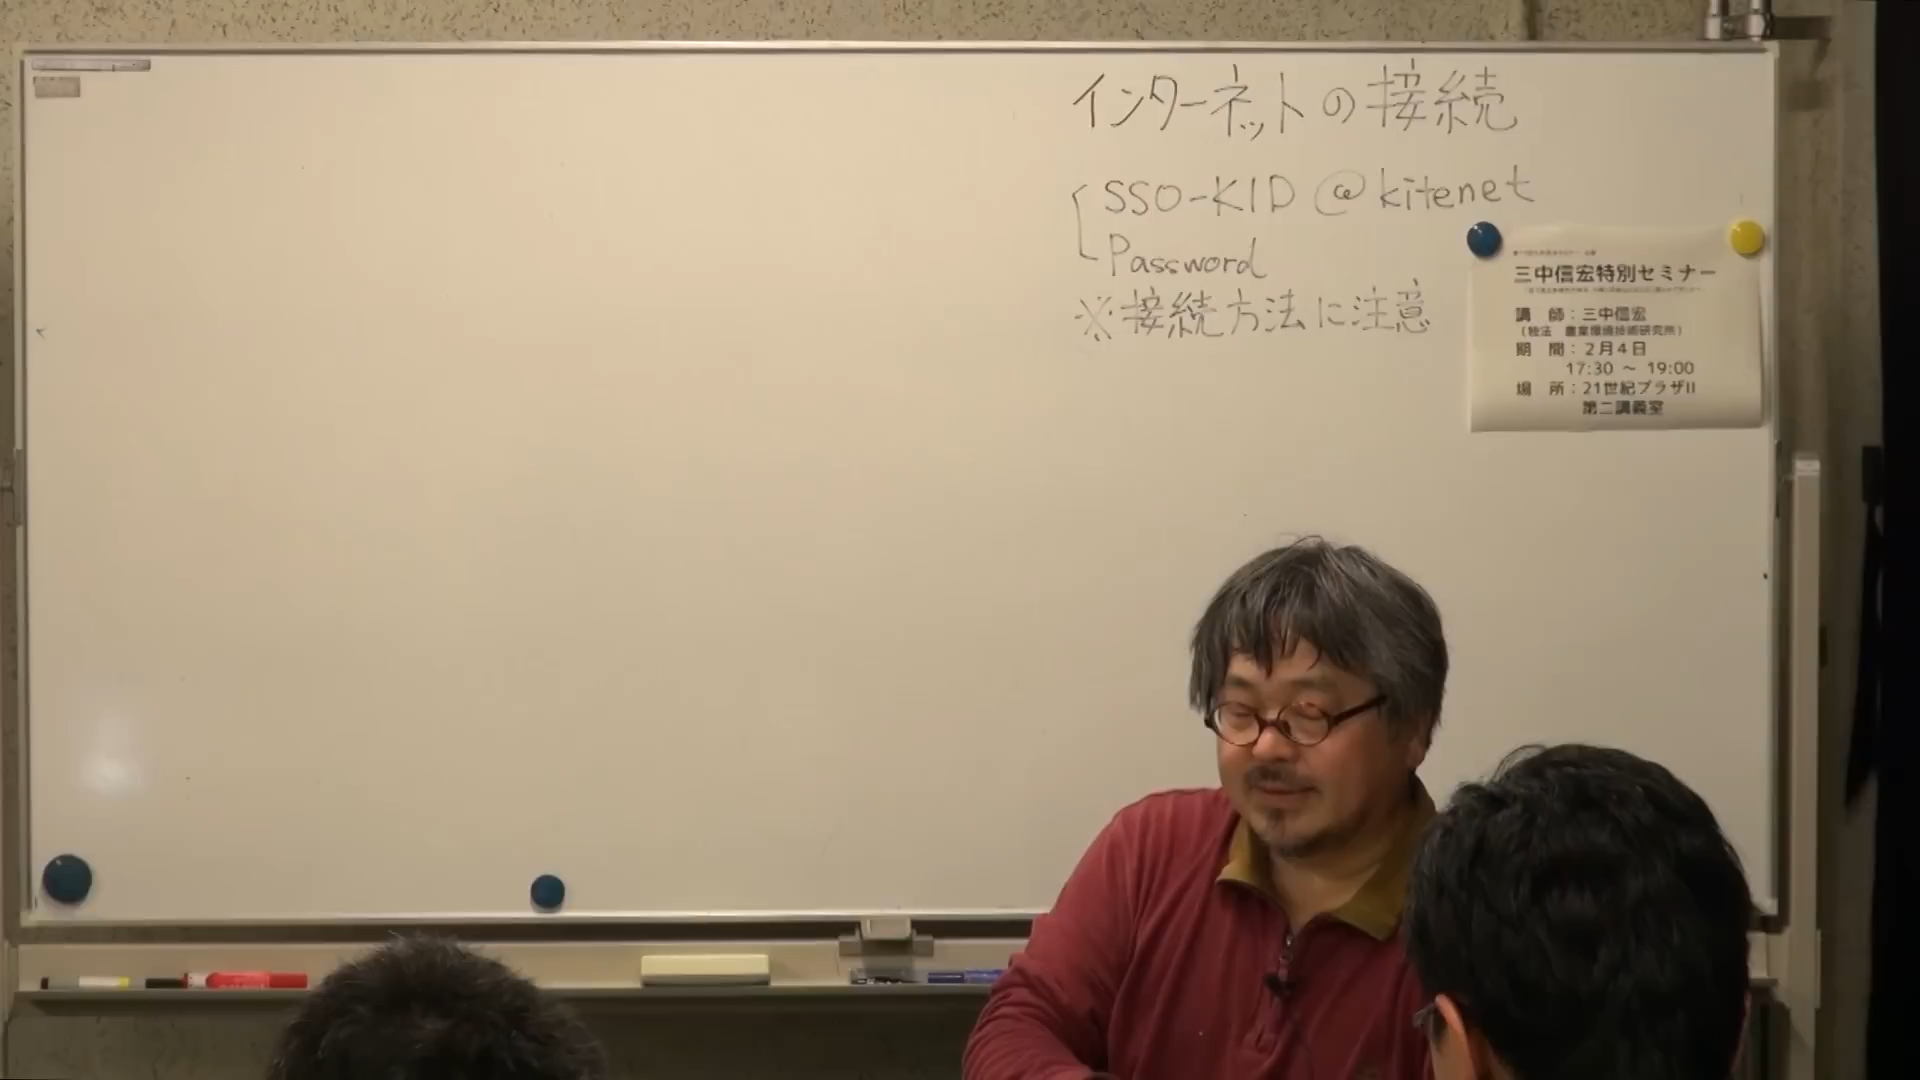 インターネットの接続
SSO-KID @kitenet
Password
※接続方法に注意
三中信宏特別セミナー
講 師：三中信宏
（独法 農業環境技術研究所）
期 間：2月4日
17:30 ～ 19:00
場 所：21世紀プラザII
第二講義室